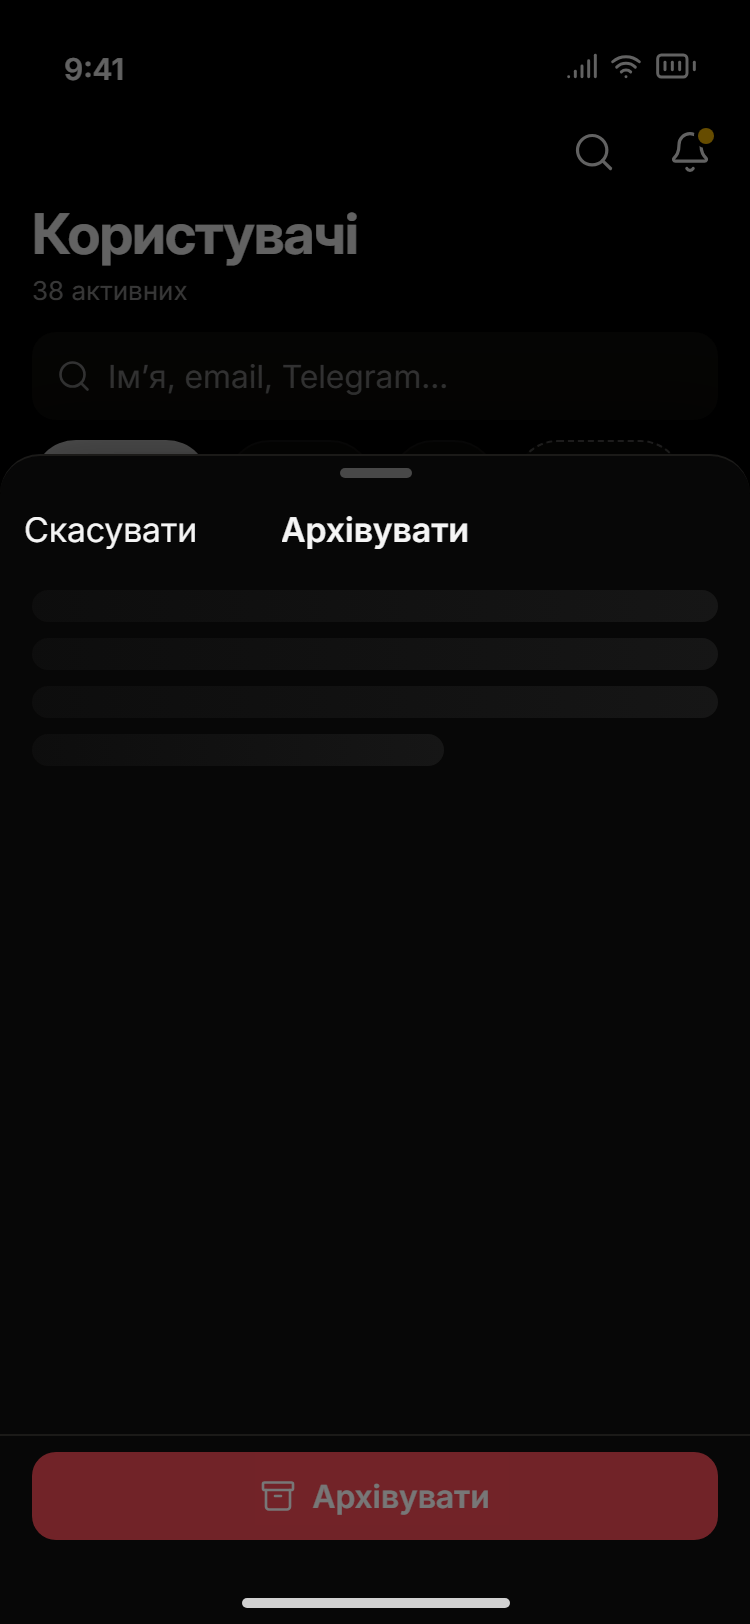 9:41
Користувачі
38 активних
Ім’я, email, Telegram...
Скасувати
Архівувати
Архівувати